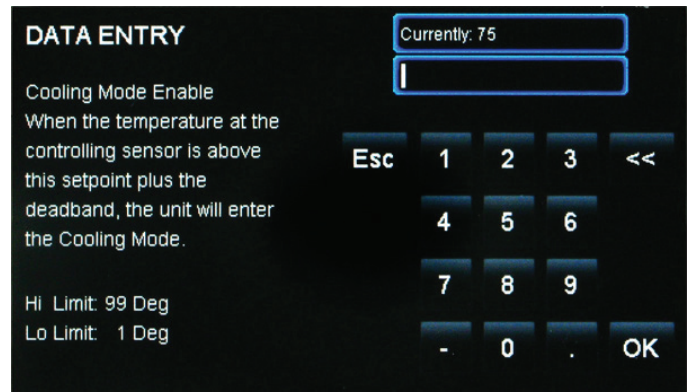 DATA ENTRY
Currently: 75
Cooling Mode Enable
When the temperature at the
controlling sensor is above
this setpoint plus the
deadband, the unit will enter
the Cooling Mode.
Hi Limit: 99 Deg
Lo Limit: 1 Deg
Esc 1 2 3 <<
4 5 6
7 8 9
- 0 . OK